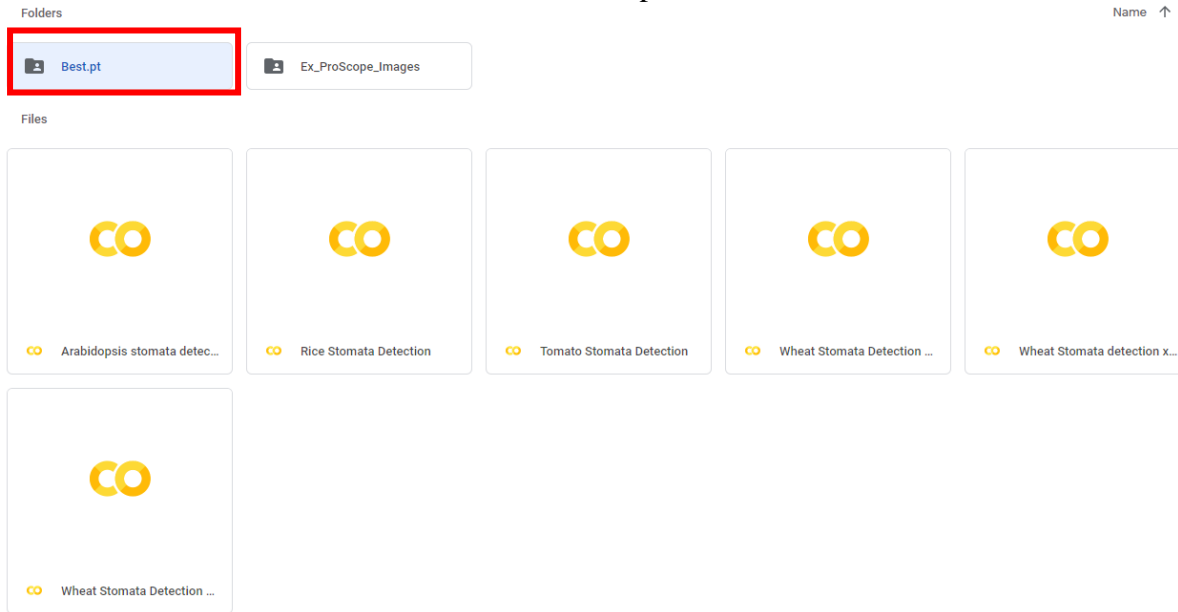 Folders
Name
Best.pt
Ex_ProScope_Images
Files
Arabidopsis stomata detec...
Rice Stomata Detection
Tomato Stomata Detection
Wheat Stomata Detection ...
Wheat Stomata detection x...
Wheat Stomata Detection ...